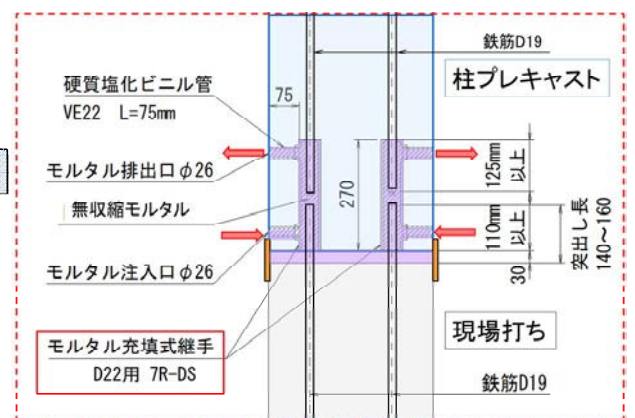 鉄筋D19
柱プレキャスト
硬質塩化ビニル管
VE22 L=75mm
75
モルタル排出口φ26
125mm
以上
無収縮モルタル
270
110mm
以上
突出し長
140~160
モルタル注入口φ26
30
現場打ち
モルタル充填式継手
D22用 7R-DS
鉄筋D19